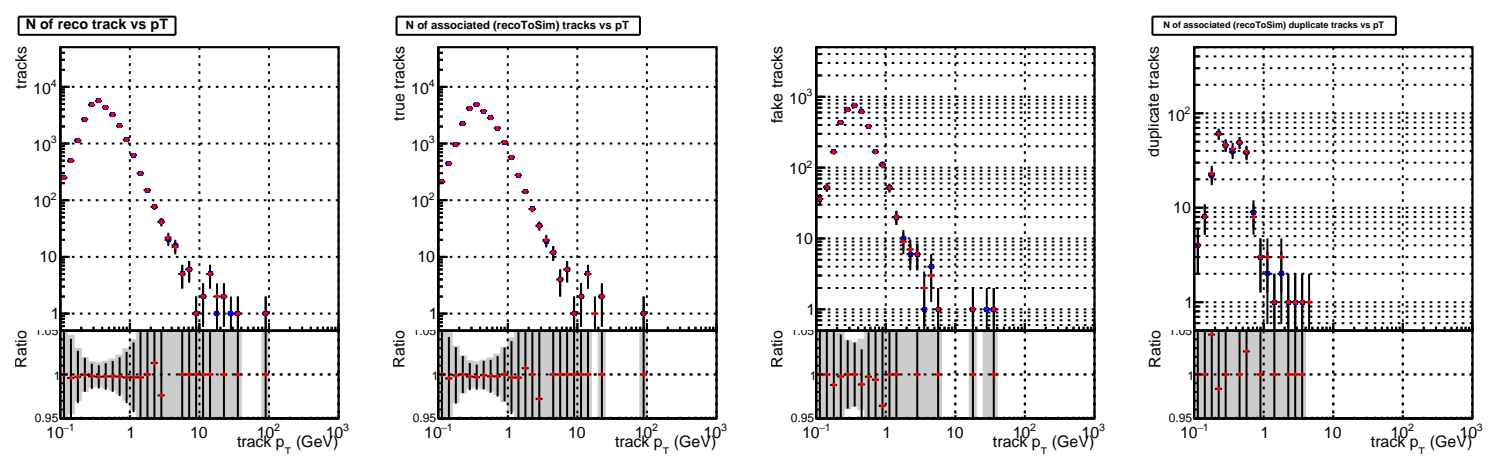 N of reco track vs pT
tracks
10^4
10^3
10^2
10
1
Ratio
1.05
1
0.95
10^-1 1 10 10^2 10^3
track p_T (GeV)
N of associated (recoToSim) tracks vs pT
true tracks
10^4
10^3
10^2
10
1
Ratio
1.05
1
0.95
10^-1 1 10 10^2 10^3
track p_T (GeV)
fake tracks
10^3
10^2
10
1
Ratio
1.05
1
0.95
10^-1 1 10 10^2 10^3
track p_T (GeV)
N of associated (recoToSim) duplicate tracks vs pT
duplicate tracks
10^2
10
1
Ratio
1.05
1
0.95
10^-1 1 10 10^2 10^3
track p_T (GeV)